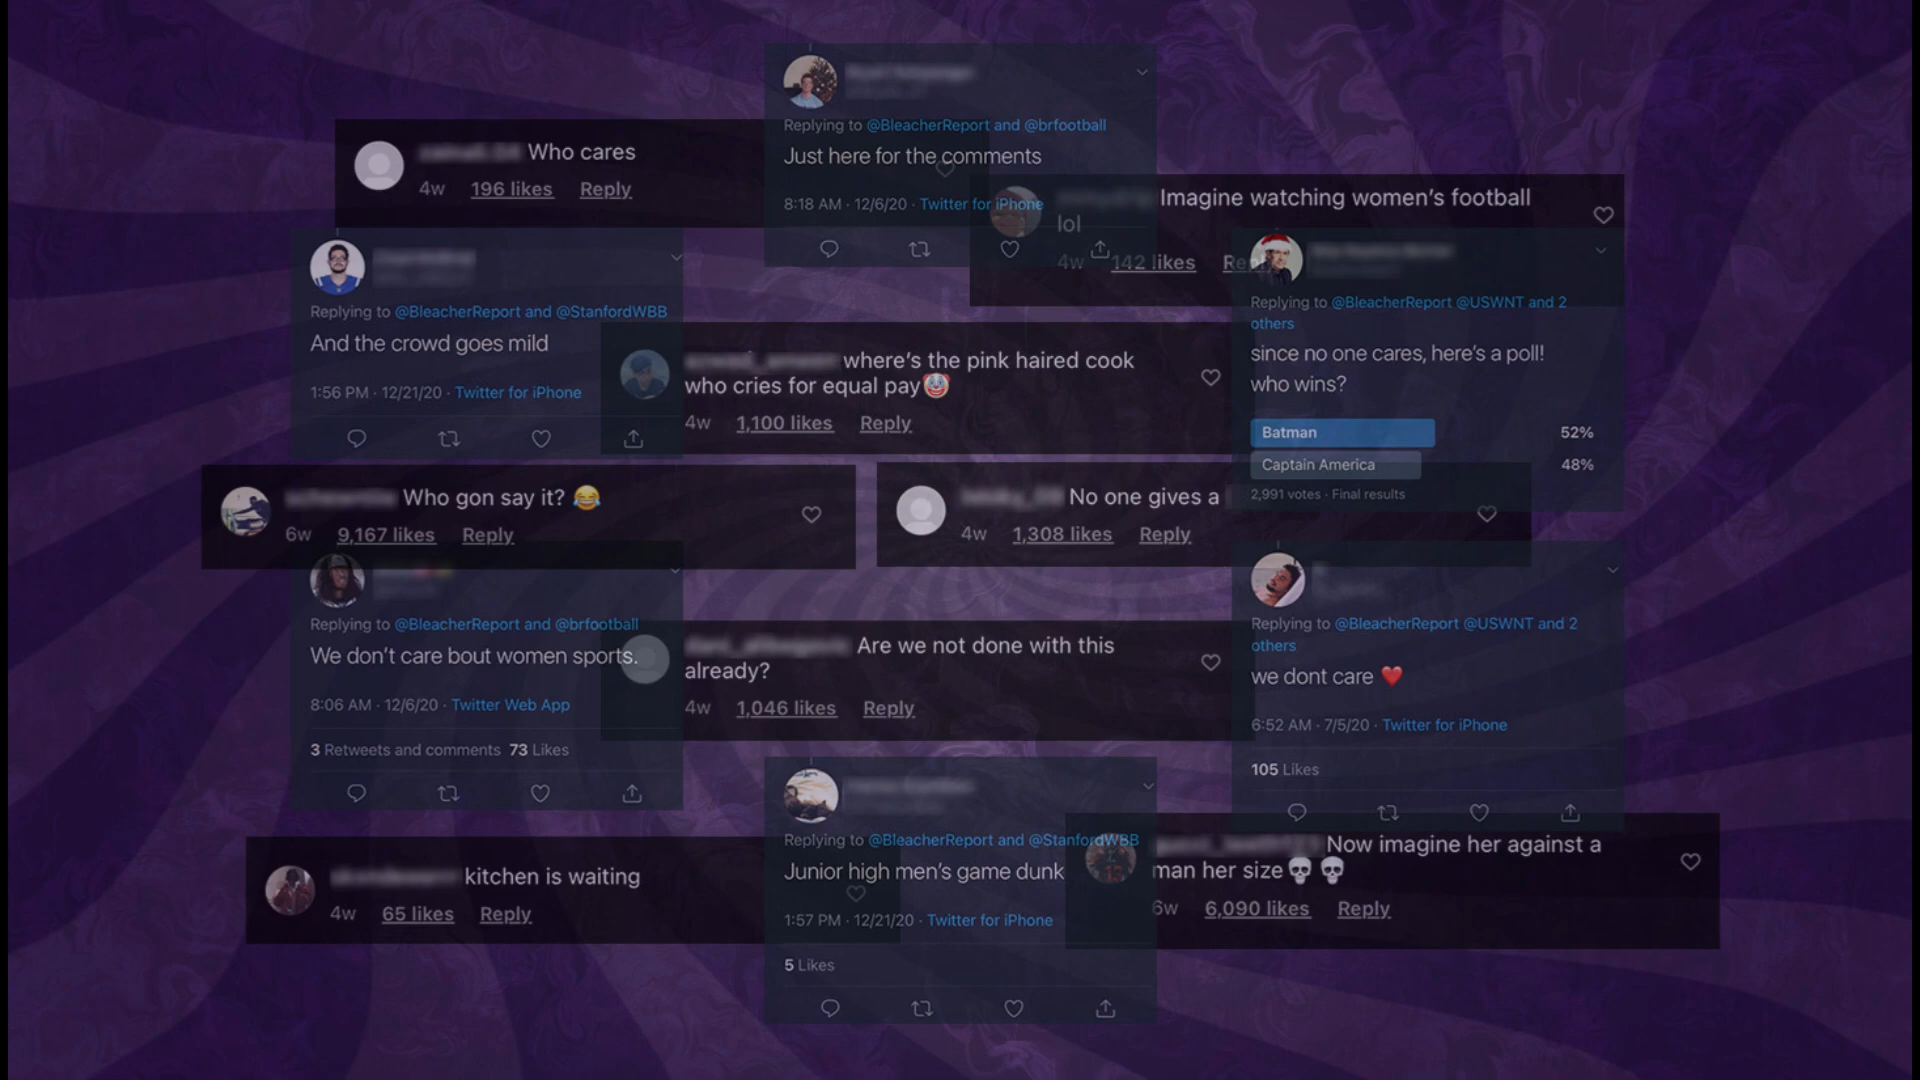 Replying to @BleacherReport and @brfootball
Just here for the comments
8:18 AM · 12/6/20 · Twitter for iPhone
Who cares
4w 196 likes Reply
Imagine watching women's football
lol
4w 142 likes Reply
Replying to @BleacherReport and @StanfordWBB
And the crowd goes mild
1:56 PM · 12/21/20 · Twitter for iPhone
where's the pink haired cook
who cries for equal pay🤡
4w 1,100 likes Reply
Replying to @BleacherReport @USWNT and 2
others
since no one cares, here's a poll!
who wins?
Batman 52%
Captain America 48%
2,991 votes · Final results
Who gon say it? 😂
6w 9,167 likes Reply
No one gives a
4w 1,308 likes Reply
Replying to @BleacherReport and @brfootball
We don't care bout women sports.
8:06 AM · 12/6/20 · Twitter Web App
3 Retweets and comments 73 Likes
Are we not done with this
already?
4w 1,046 likes Reply
Replying to @BleacherReport @USWNT and 2
others
we dont care ❤️
6:52 AM · 7/5/20 · Twitter for iPhone
105 Likes
kitchen is waiting
4w 65 likes Reply
Replying to @BleacherReport and @StanfordWBB
Junior high men's game dunk
1:57 PM · 12/21/20 · Twitter for iPhone
5 Likes
Now imagine her against a
man her size💀 💀
6w 6,090 likes Reply